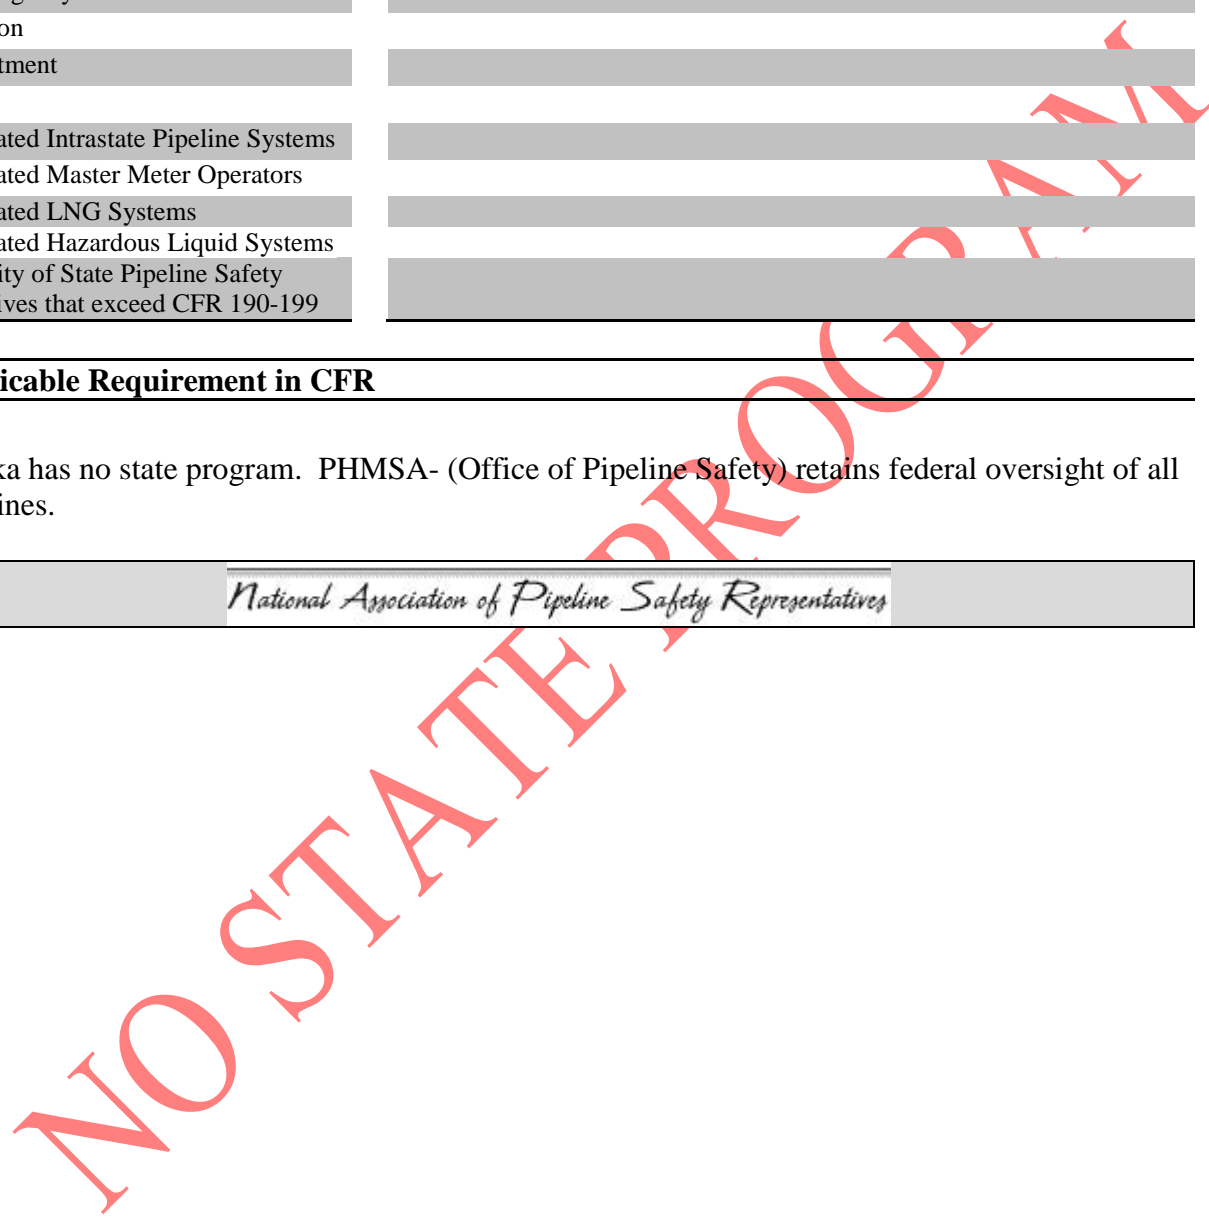 on
tment
ated Intrastate Pipeline Systems
ated Master Meter Operators
ated LNG Systems
ated Hazardous Liquid Systems
ity of State Pipeline Safety
ives that exceed CFR 190-199
icable Requirement in CFR
ka has no state program.  PHMSA- (Office of Pipeline Safety) retains federal oversight of all
ines.
National Association of Pipeline Safety Representatives
NO STATE PROGRAM